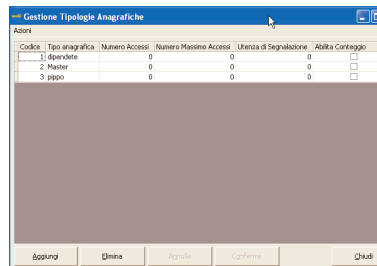 Gestione Tipologie Anagrafiche
Azioni
Codice Tipo anagrafica Numero Accessi Numero Massimo Accessi Utenza di Segnalazione Abilita Conteggio
1 dipendete 0 0 0
2 Master 0 0 0
3 pippo 0 0 0
Aggiungi Elimina Annulla Conferma Chiudi